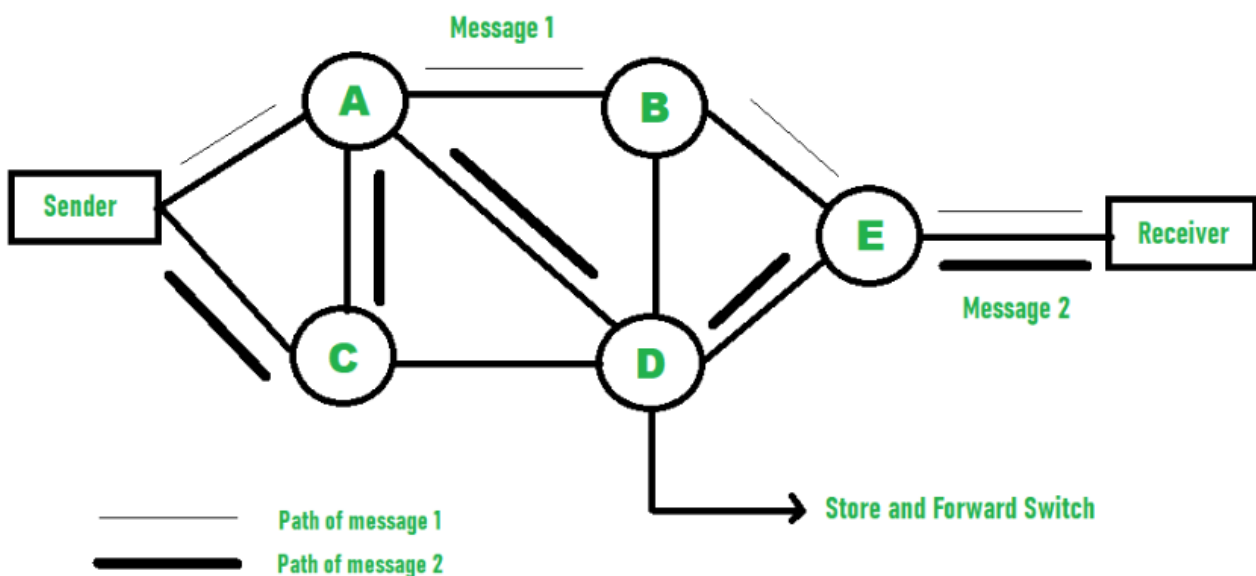 Message 1
A
B
Sender
E
Receiver
Message 2
C
D
Store and Forward Switch
Path of message 1
Path of message 2